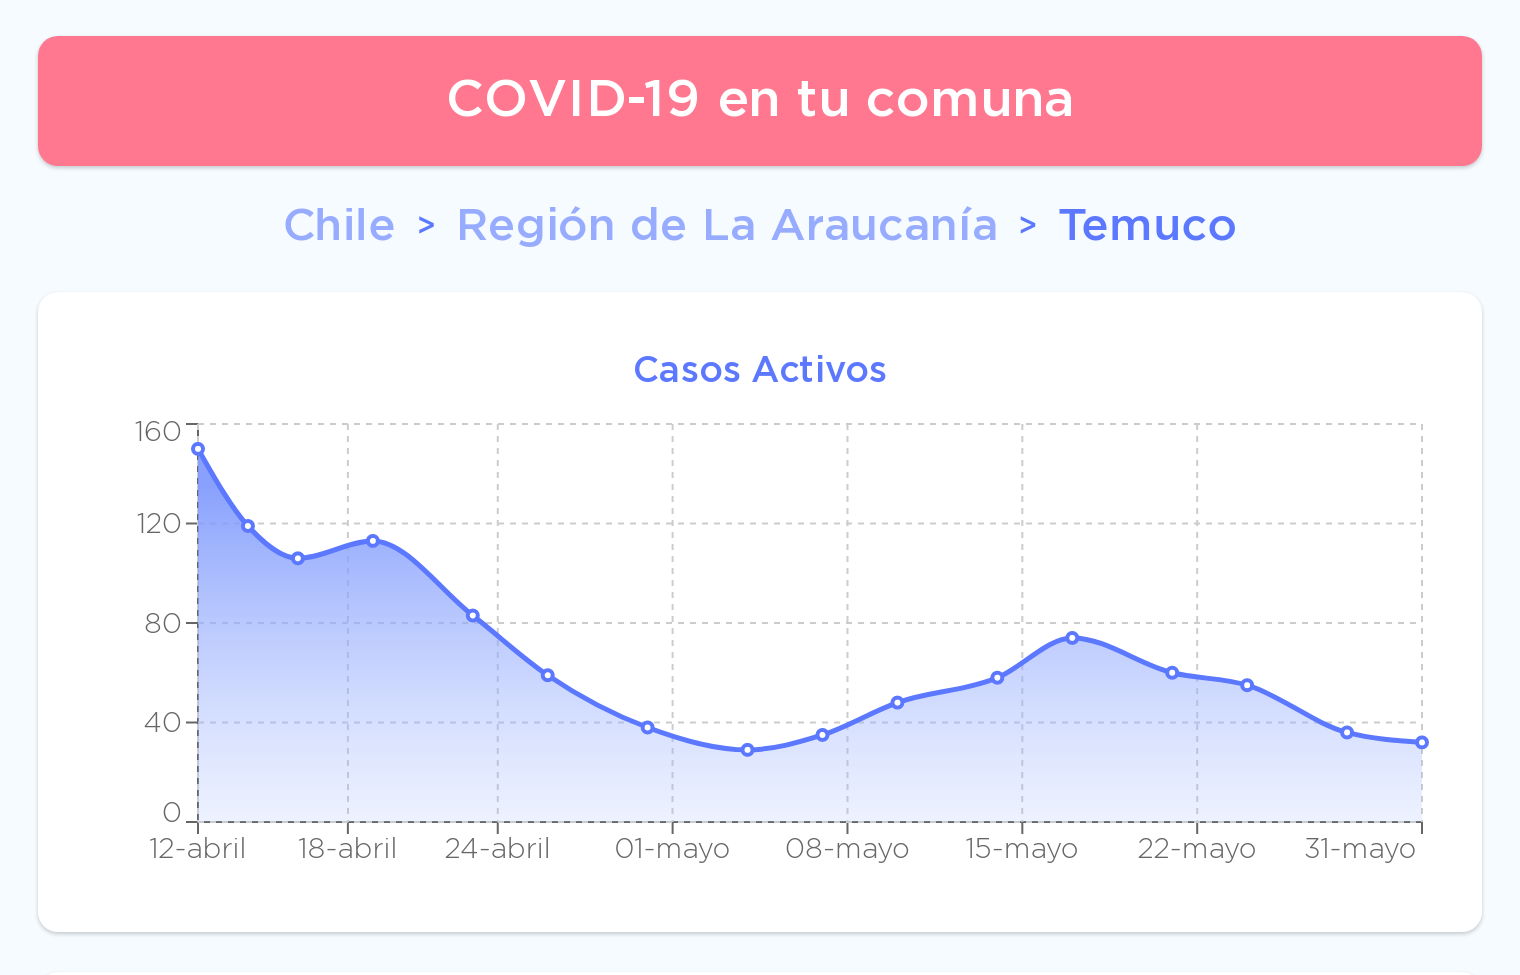 COVID-19 en tu comuna
Chile > Región de La Araucanía > Temuco
Casos Activos
160
120
80
40
0
12-abril 18-abril 24-abril 01-mayo 08-mayo 15-mayo 22-mayo 31-mayo